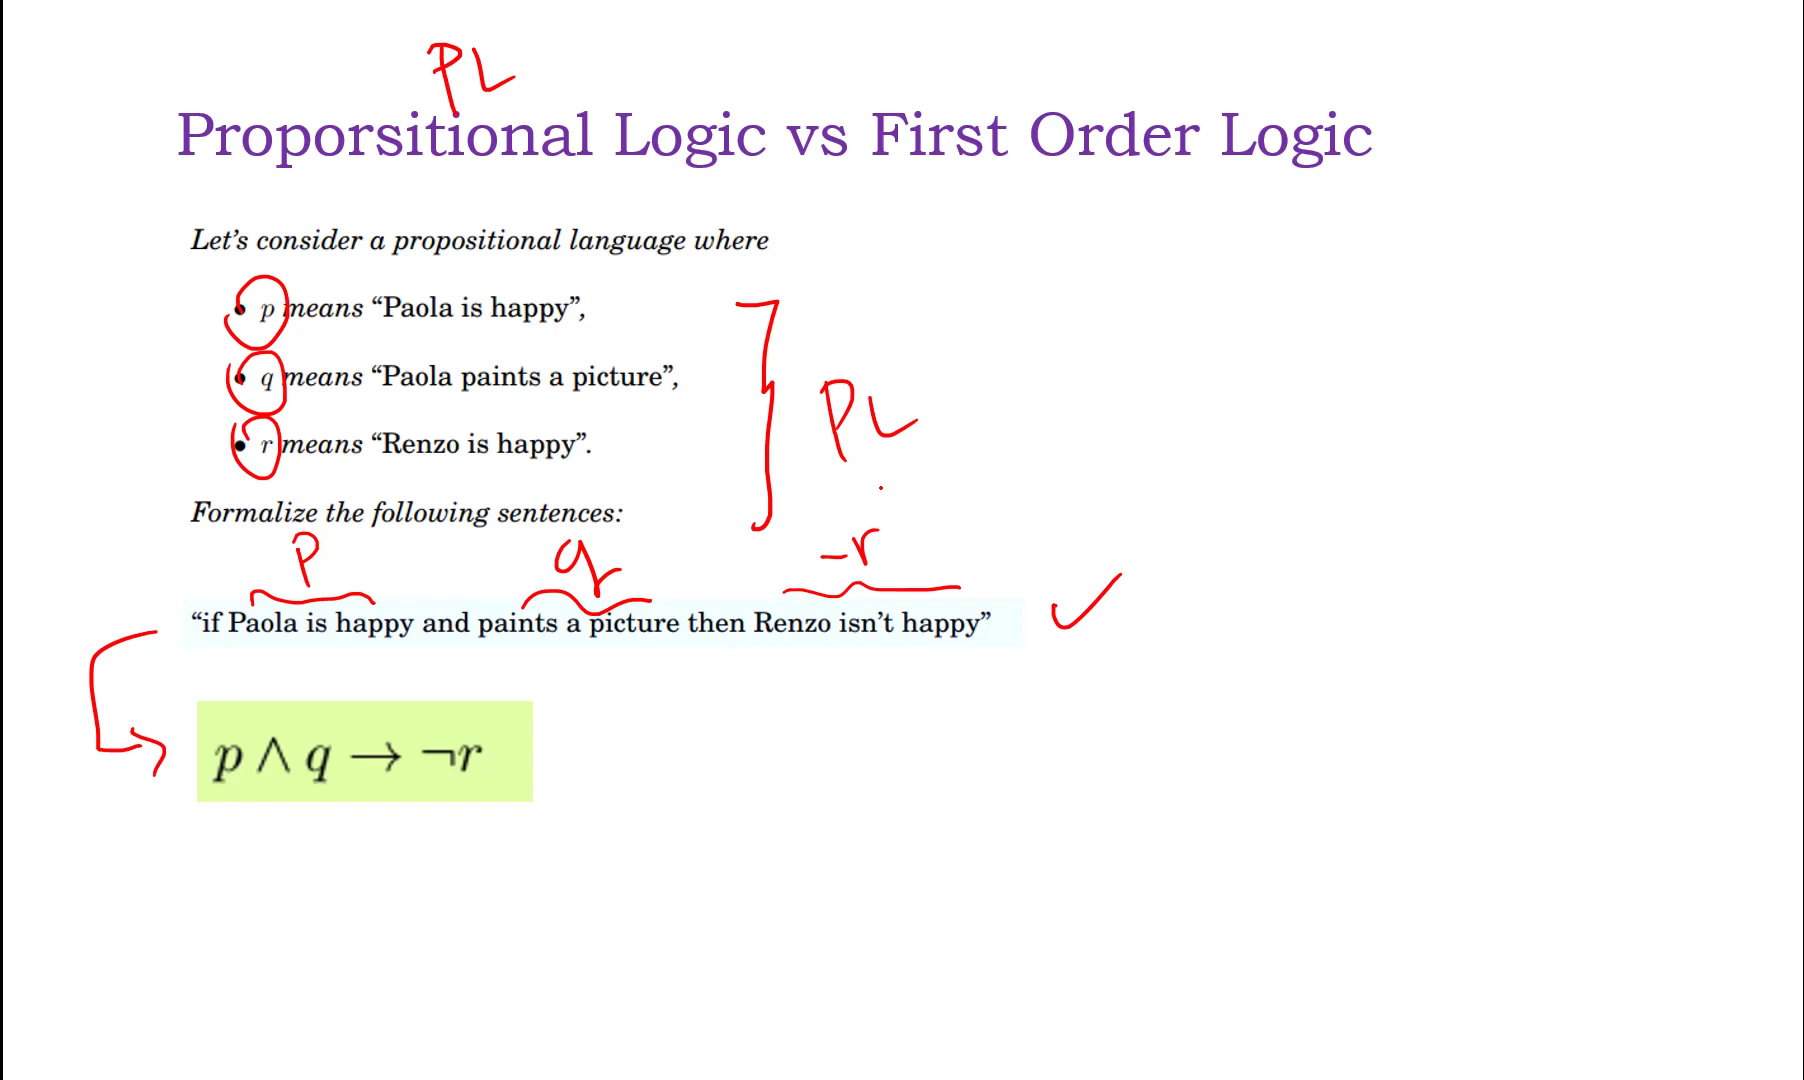 PL
Proporsitional Logic vs First Order Logic
Let’s consider a propositional language where
• p means “Paola is happy”,
• q means “Paola paints a picture”,
• r means “Renzo is happy”.
PL
Formalize the following sentences:
P q –r
“if Paola is happy and paints a picture then Renzo isn’t happy”
p ∧ q → ¬r